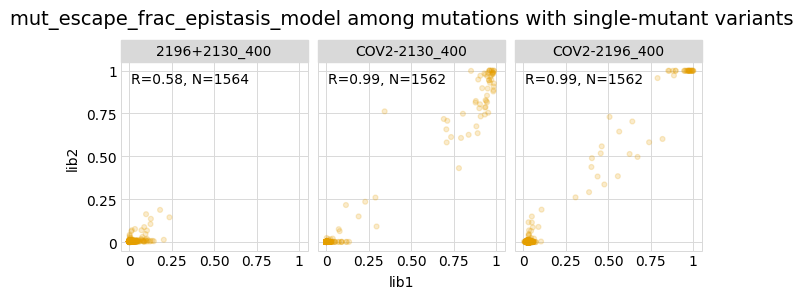 mut_escape_frac_epistasis_model among mutations with single-mutant variants
2196+2130_400 COV2-2130_400 COV2-2196_400
R=0.58, N=1564 R=0.99, N=1562 R=0.99, N=1562
1
0.75
0.50
0.25
0
lib2
0 0.25 0.50 0.75 1 0 0.25 0.50 0.75 1 0 0.25 0.50 0.75 1
lib1